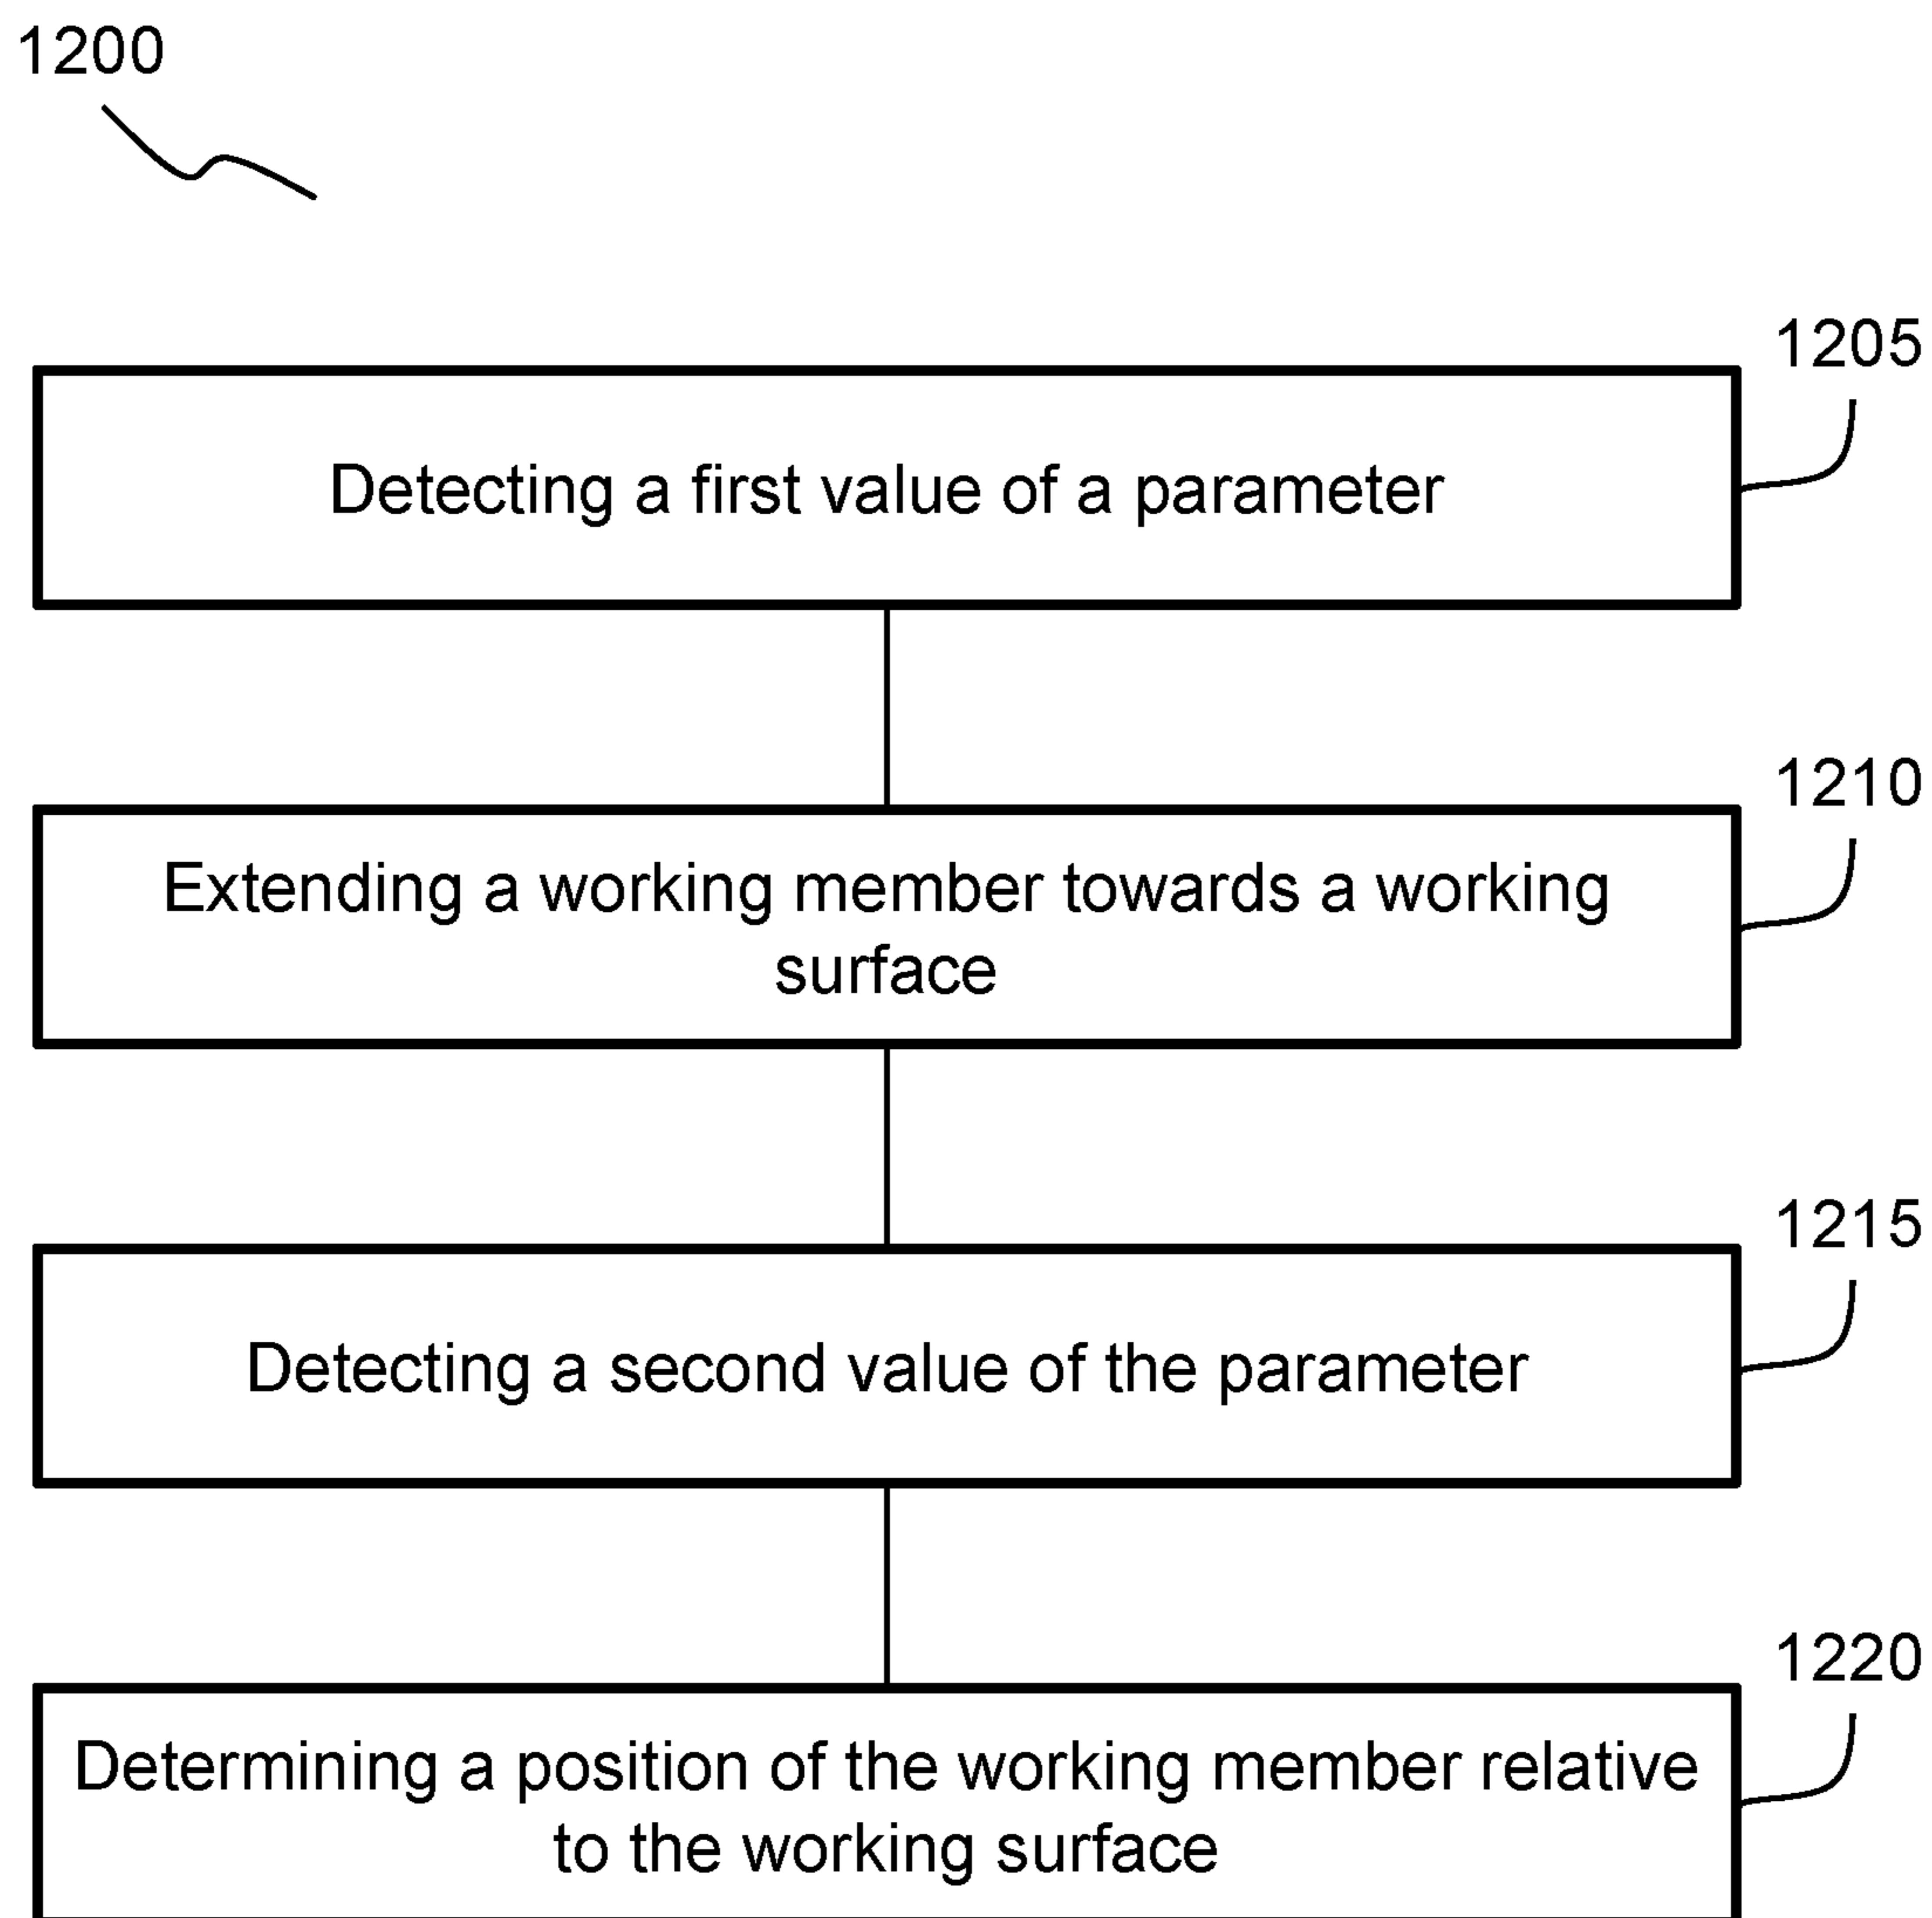 1200
1205
Detecting a first value of a parameter
1210
Extending a working member towards a working
surface
1215
Detecting a second value of the parameter
1220
Determining a position of the working member relative
to the working surface